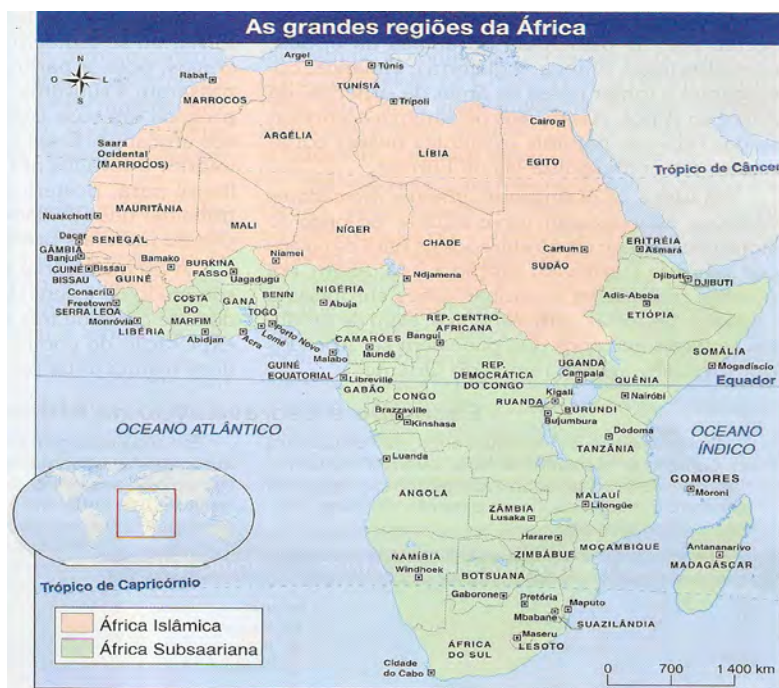 As grandes regiões da África
N
O
L
S
Argel
Túnis
Rabat
TUNÍSIA
MARROCOS
Trípoli
ARGÉLIA
Cairo
Saara
Ocidental
(MARROCOS)
LÍBIA
EGITO
Trópico de Câncer
MAURITÂNIA
Nuakchott
MALI
NÍGER
CHADE
Dacar
SENEGAL
Cartum
ERITRÉIA
Asmará
GÂMBIA
Banjul
Bamako
BURKINA
FASSO
Niamei
SUDÃO
GUINÉ
BISSAU
Bissau
GUINÉ
Uagadugú
NIGÉRIA
Ndjamena
Djibuti
DJIBUTI
Conacri
BENIN
Abuja
Adis-Abeba
Freetown
SERRA LEOA
COSTA
DO
MARFIM
GANA
TOGO
REP. CENTRO-
AFRICANA
ETIÓPIA
Monróvia
LIBÉRIA
Abidjan
Acra
Lomé
Porto Novo
CAMARÕES
Bangui
SOMÁLIA
Malabo
Iaundê
UGANDA
Campala
Mogadíscio
GUINÉ
EQUATORIAL
Libreville
GABÃO
REP.
DEMOCRÁTICA
DO CONGO
QUÊNIA
Equador
CONGO
Kigali
RUANDA
Nairóbi
Brazzaville
Kinshasa
BURUNDI
Bujumbura
OCEANO ATLÂNTICO
Dodoma
TANZÂNIA
OCEANO
ÍNDICO
Luanda
COMORES
Moroni
ANGOLA
MALAUÍ
Lilongüe
ZÂMBIA
Lusaka
Harare
ZIMBÁBUE
MOÇAMBIQUE
Antananarivo
MADAGÁSCAR
NAMÍBIA
Windhoek
BOTSUANA
Trópico de Capricórnio
Gaborone
Pretória
Maputo
Mbabane
SUAZILÂNDIA
África Islâmica
África Subsaariana
Maseru
LESOTO
ÁFRICA
DO SUL
Cidade
do Cabo
0 700 1 400 km